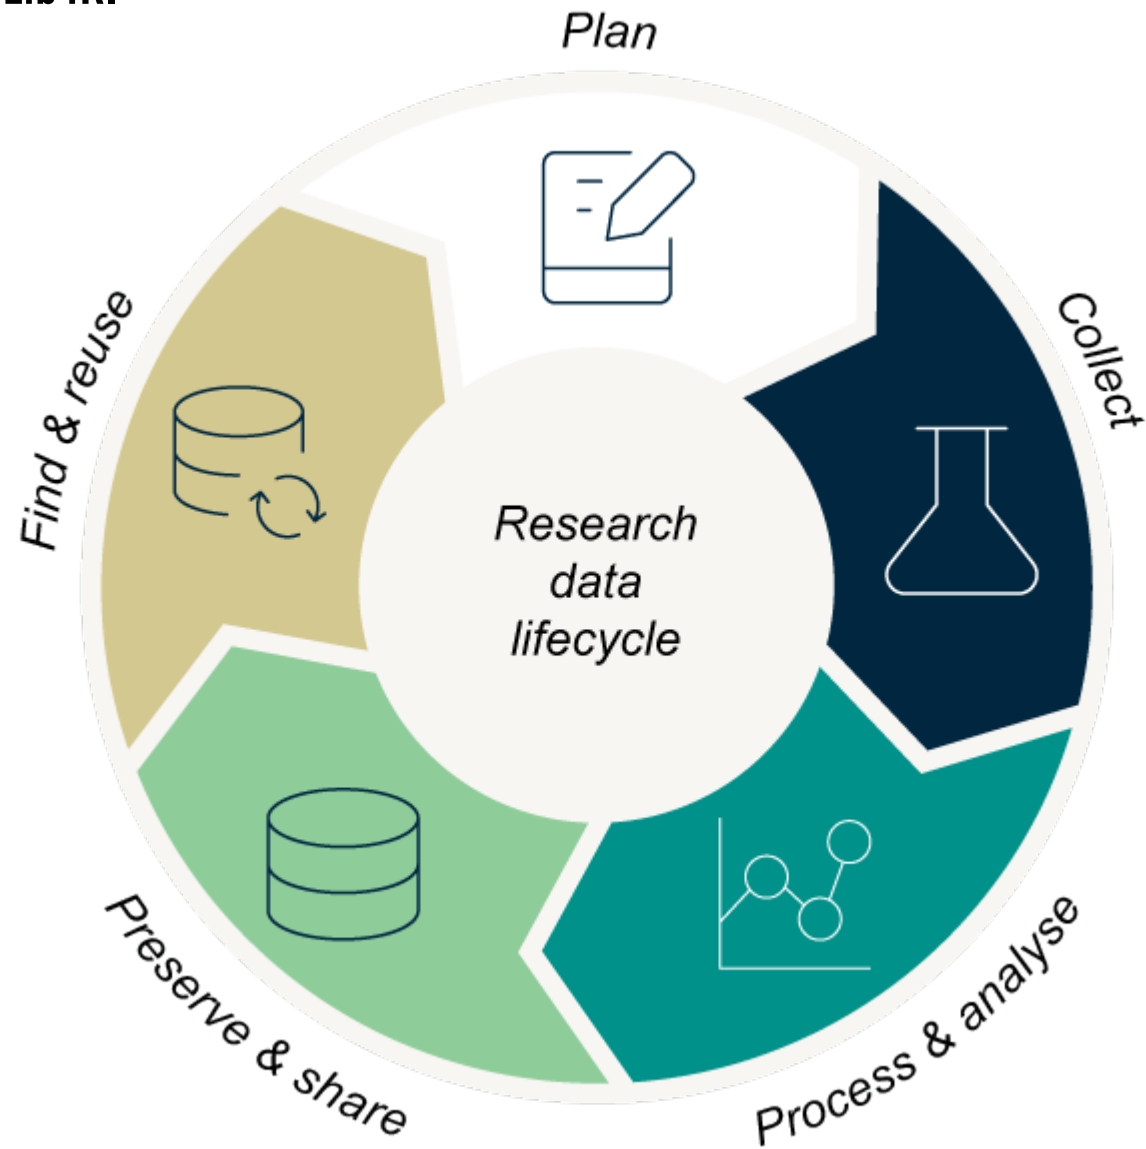 Plan
Collect
Process & analyse
Preserve & share
Find & reuse
Research
data
lifecycle